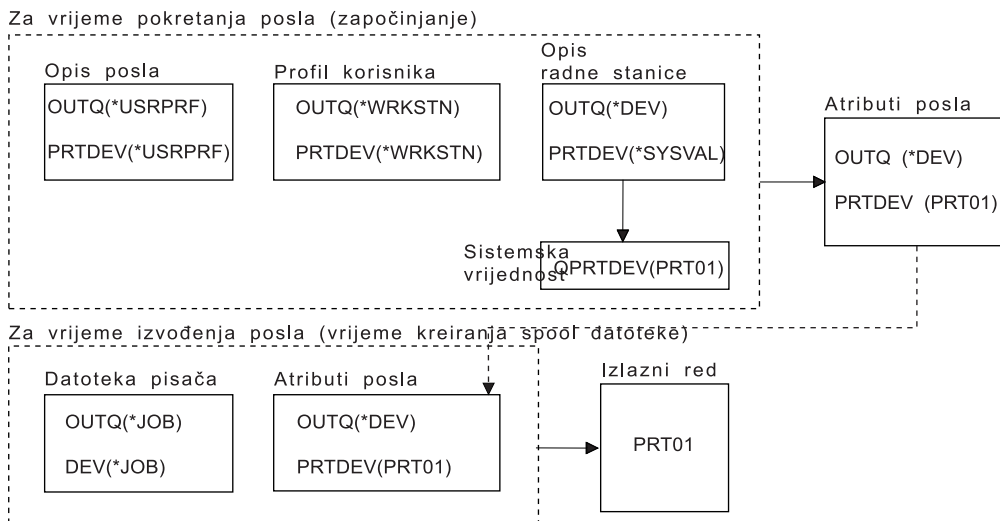 Za vrijeme pokretanja posla (započinjanje)
Opis posla
OUTQ(*USRPRF)
PRTDEV(*USRPRF)
Profil korisnika
OUTQ(*WRKSTN)
PRTDEV(*WRKSTN)
Opis
radne stanice
OUTQ(*DEV)
PRTDEV(*SYSVAL)
Sistemska
vrijednost
QPRTDEV(PRT01)
Atributi posla
OUTQ (*DEV)
PRTDEV (PRT01)
Za vrijeme izvođenja posla (vrijeme kreiranja spool datoteke)
Datoteka pisača
OUTQ(*JOB)
DEV(*JOB)
Atributi posla
OUTQ(*DEV)
PRTDEV(PRT01)
Izlazni red
PRT01